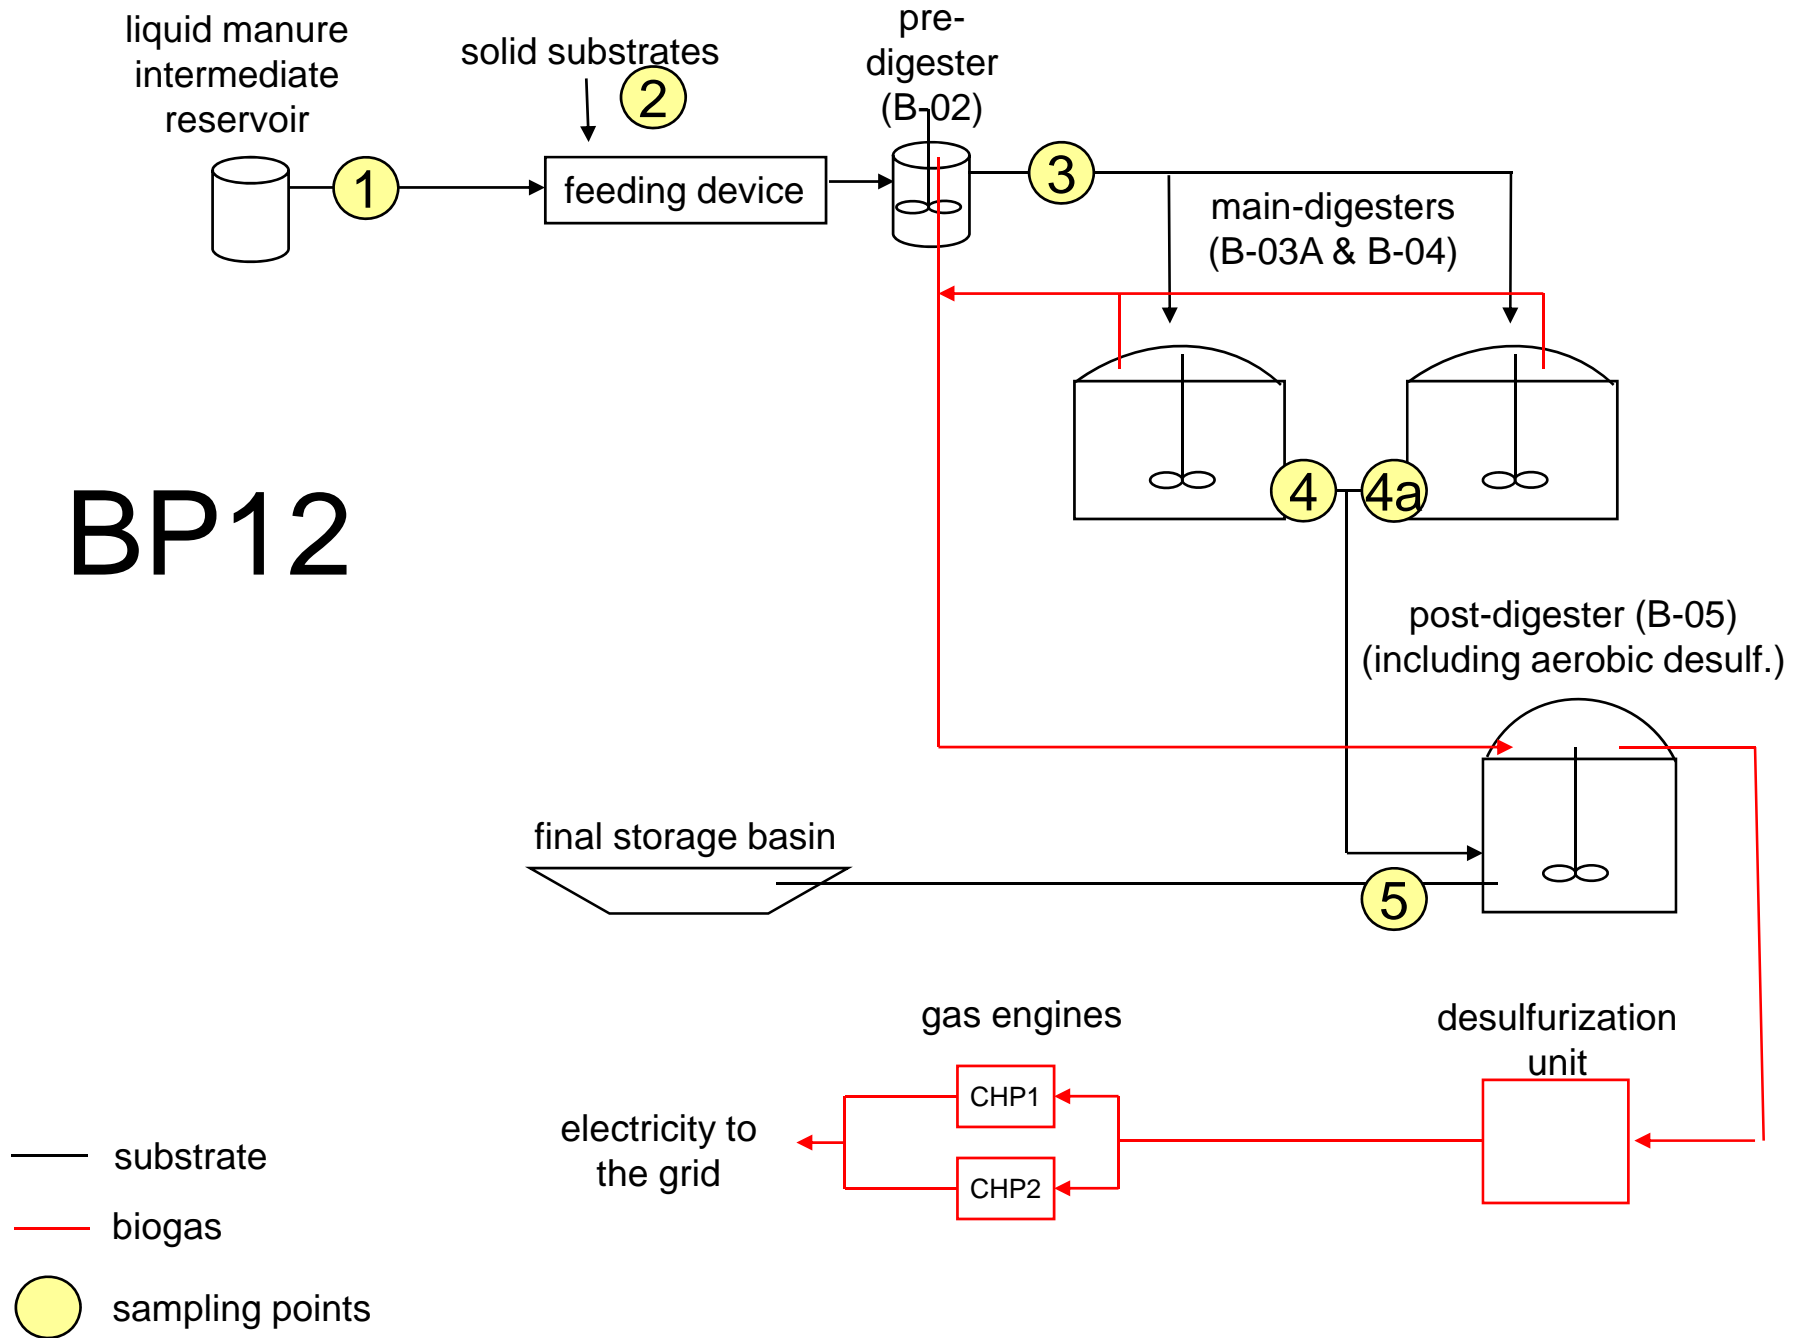 liquid manure
intermediate
reservoir
solid substrates
2
pre-
digester
(B-02)
1
feeding device
3
main-digesters
(B-03A & B-04)
4
4a
BP12
post-digester (B-05)
(including aerobic desulf.)
final storage basin
5
gas engines
desulfurization
unit
CHP1
CHP2
electricity to
the grid
substrate
biogas
sampling points